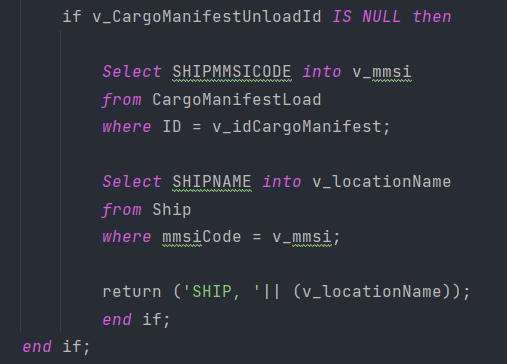 if v_CargoManifestUnloadId IS NULL then
Select SHIPMMSICODE into v_mmsi
from CargoManifestLoad
where ID = v_idCargoManifest;
Select SHIPNAME into v_locationName
from Ship
where mmsiCode = v_mmsi;
return ('SHIP, '|| (v_locationName));
end if;
end if;